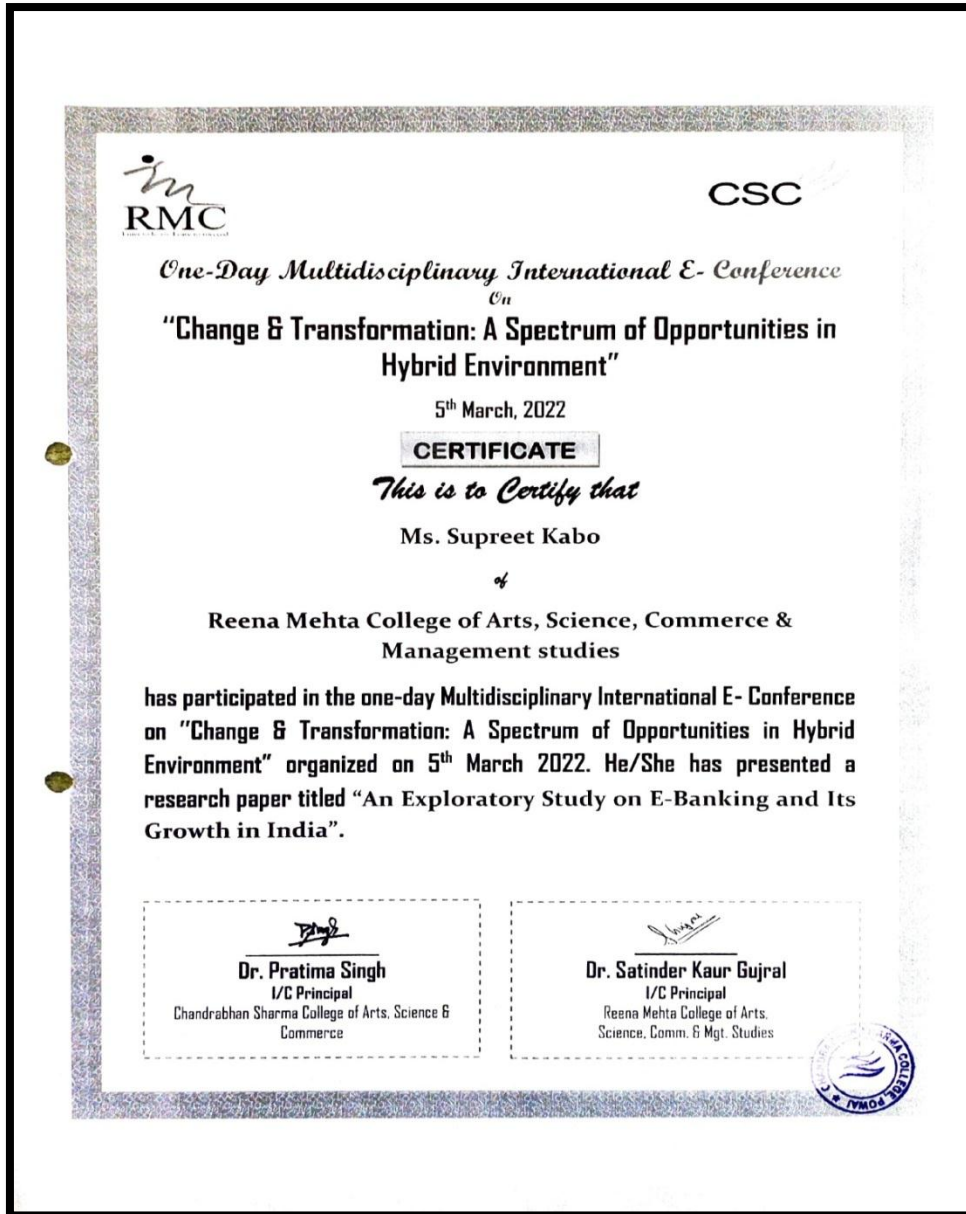 RMC
CSC
One-Day Multidisciplinary International E- Conference
On
"Change & Transformation: A Spectrum of Opportunities in
Hybrid Environment"
5th March, 2022
CERTIFICATE
This is to Certify that
Ms. Supreet Kabo
of
Reena Mehta College of Arts, Science, Commerce &
Management studies
has participated in the one-day Multidisciplinary International E- Conference
on "Change & Transformation: A Spectrum of Opportunities in Hybrid
Environment" organized on 5th March 2022. He/She has presented a
research paper titled "An Exploratory Study on E-Banking and Its
Growth in India".
Dr. Pratima Singh
I/C Principal
Chandrabhan Sharma College of Arts, Science &
Commerce
Dr. Satinder Kaur Gujral
I/C Principal
Reena Mehta College of Arts,
Science, Comm. & Mgt. Studies
COLLEGE, POWAI